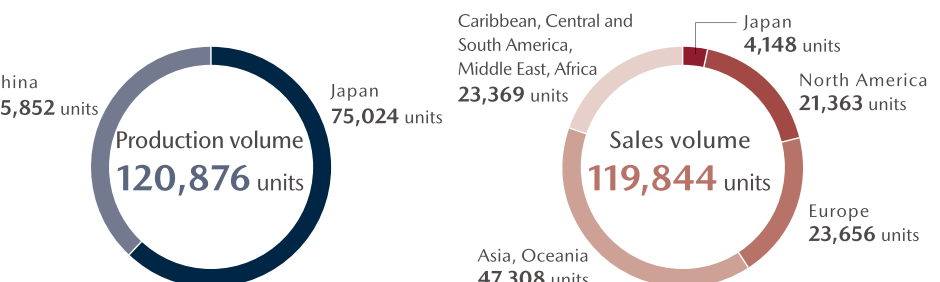 hina
5,852 units
Production volume
120,876 units
Japan
75,024 units
Caribbean, Central and
South America,
Middle East, Africa
23,369 units
Japan
4,148 units
North America
21,363 units
Sales volume
119,844 units
Europe
23,656 units
Asia, Oceania
47,308 units